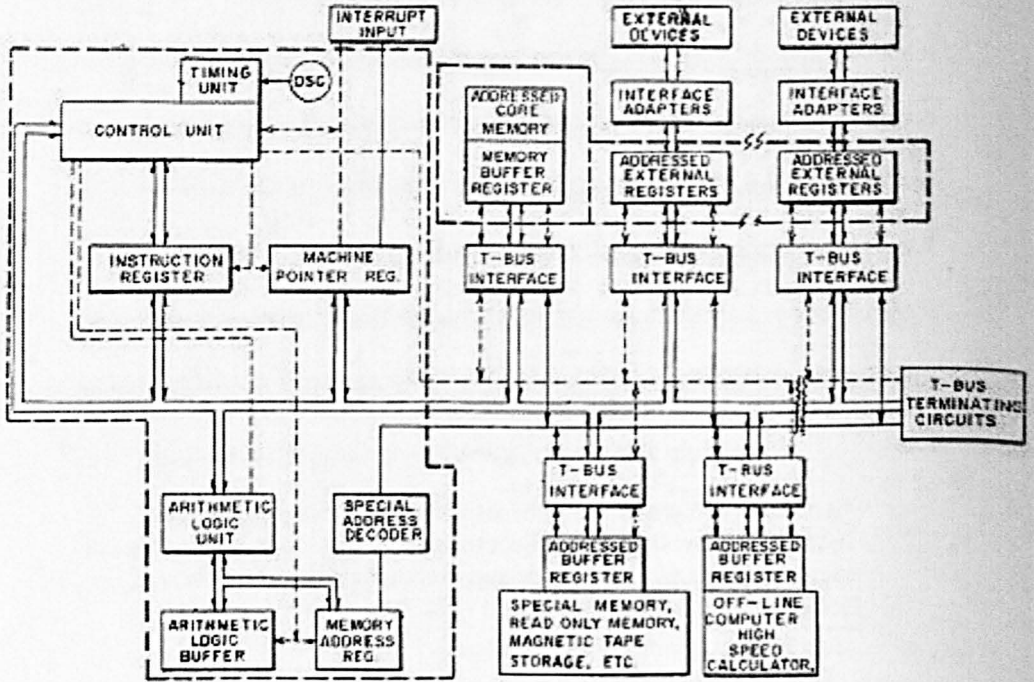 INTERRUPT
INPUT
EXTERNAL
DEVICES
EXTERNAL
DEVICES
TIMING
UNIT
OSC
CONTROL UNIT
ADDRESSED
CORE
MEMORY
MEMORY
BUFFER
REGISTER
INTERFACE
ADAPTERS
INTERFACE
ADAPTERS
ADDRESSED
EXTERNAL
REGISTERS
ADDRESSED
EXTERNAL
REGISTERS
INSTRUCTION
REGISTER
MACHINE
POINTER REG.
T-BUS
INTERFACE
T-BUS
INTERFACE
T-BUS
INTERFACE
T-BUS
TERMINATING
CIRCUITS
ARITHMETIC
LOGIC
UNIT
SPECIAL
ADDRESS
DECODER
T-BUS
INTERFACE
T-BUS
INTERFACE
ADDRESSED
BUFFER
REGISTER
ADDRESSED
BUFFER
REGISTER
ARITHMETIC
LOGIC
BUFFER
MEMORY
ADDRESS
REG.
SPECIAL MEMORY,
READ ONLY MEMORY,
MAGNETIC TAPE
STORAGE, ETC.
OFF-LINE
COMPUTER
HIGH
SPEED
CALCULATOR,